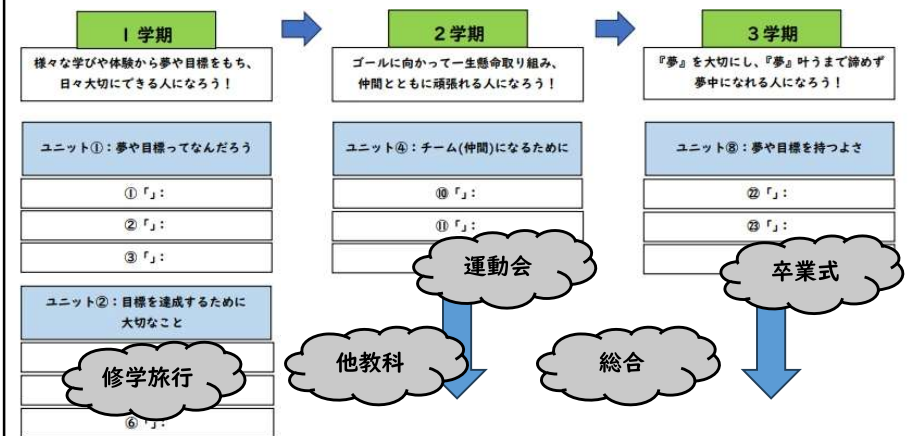 1学期
様々な学びや体験から夢や目標をもち、
日々大切にできる人になろう！
ユニット①：夢や目標ってなんだろう
①「」：
②「」：
③「」：
ユニット②：目標を達成するために
大切なこと
修学旅行
⑥「」：
2学期
ゴールに向かって一生懸命取り組み、
仲間とともに頑張れる人になろう！
ユニット④：チーム(仲間)になるために
⑩「」：
⑪「」：
運動会
他教科
総合
3学期
『夢』を大切にし、『夢』叶うまで諦めず
夢中になれる人になろう！
ユニット⑧：夢や目標を持つよさ
㉒「」：
㉓「」：
卒業式